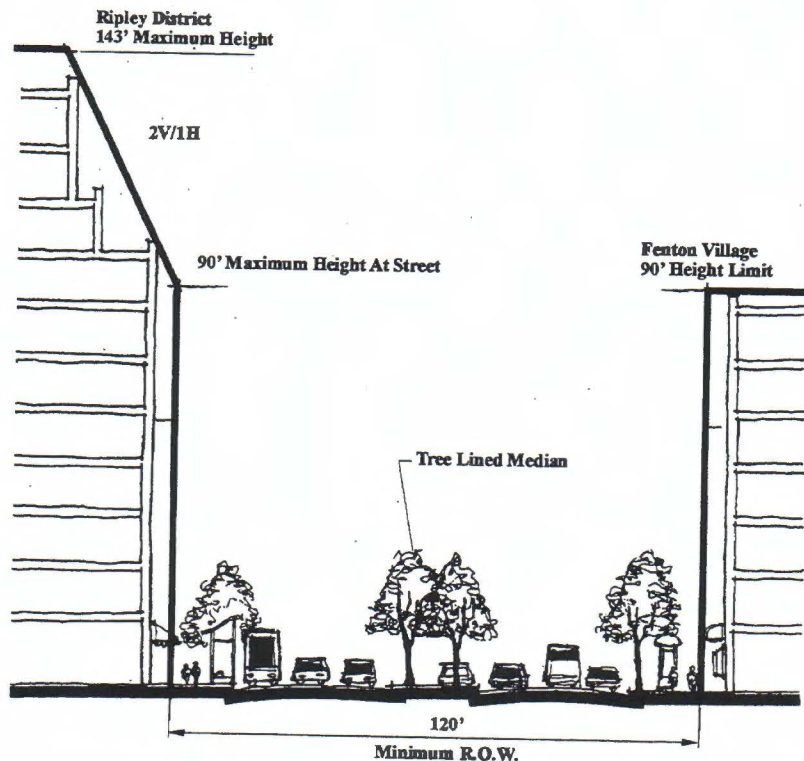 Ripley District
143' Maximum Height
2V/1H
90' Maximum Height At Street
Fenton Village
90' Height Limit
Tree Lined Median
120'
Minimum R.O.W.